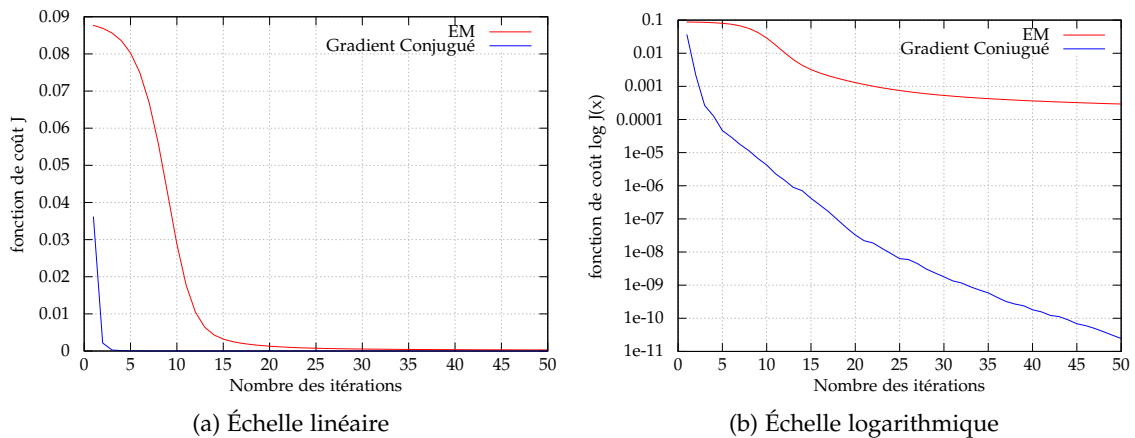 0.09
0.08
0.07
0.06
0.05
0.04
0.03
0.02
0.01
0
fonction de coût J
EM
Gradient Conjugué
0 5 10 15 20 25 30 35 40 45 50
Nombre des itérations
(a) Échelle linéaire
0.1
0.01
0.001
0.0001
1e-05
1e-06
1e-07
1e-08
1e-09
1e-10
1e-11
fonction de coût log J(x)
EM
Gradient Coniugué
0 5 10 15 20 25 30 35 40 45 50
Nombre des itérations
(b) Échelle logarithmique